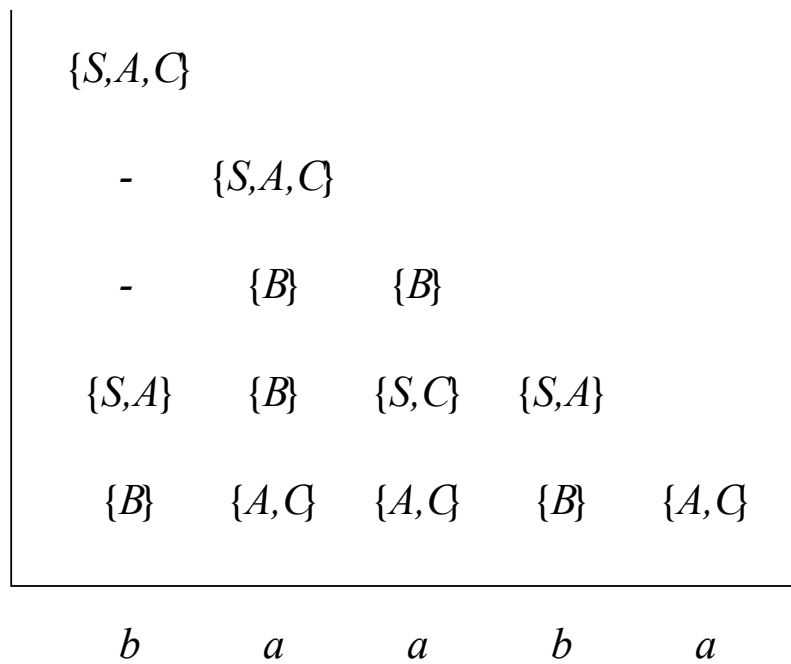 {S,A,C}
- {S,A,C}
- {B} {B}
{S,A} {B} {S,C} {S,A}
{B} {A,C} {A,C} {B} {A,C}
b a a b a